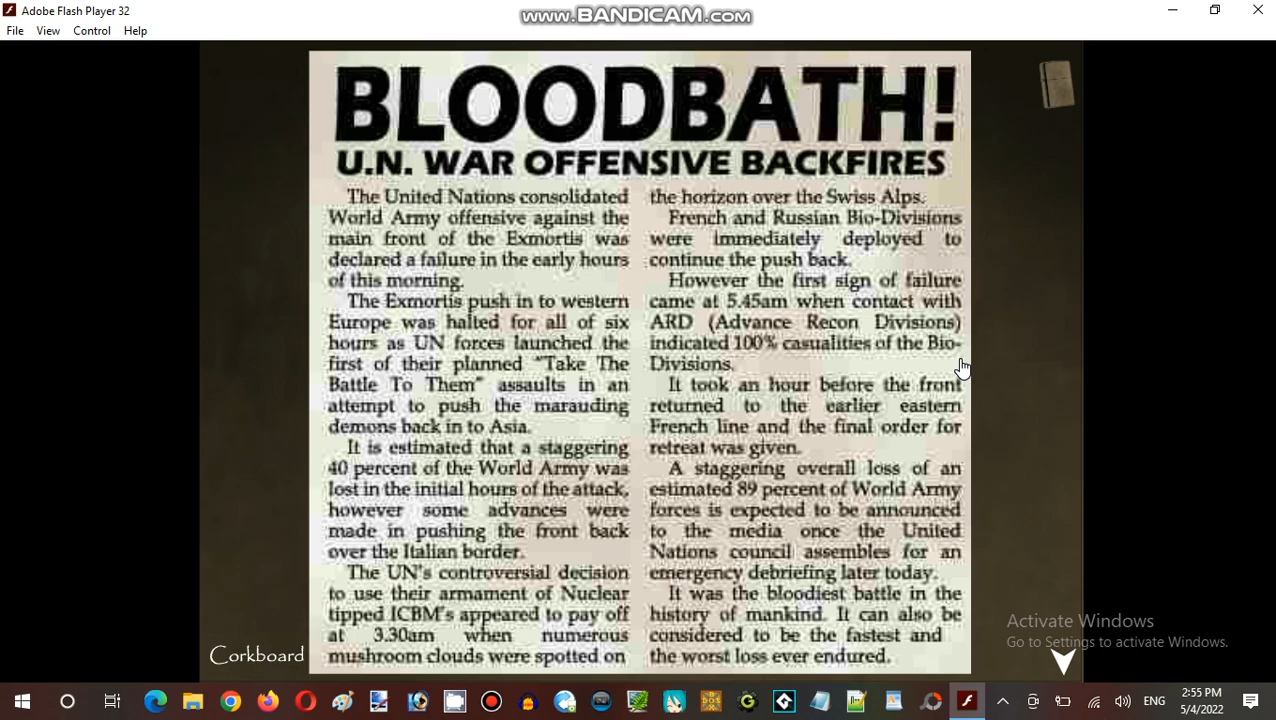 Adobe Flash Player 32
www.BANDICAM.com
File View Control Help
BLOODBATH!
U.N. WAR OFFENSIVE BACKFIRES
The United Nations consolidated
World Army offensive against the
main front of the Exmortis was
declared a failure in the early hours
of this morning.
The Exmortis push in to western
Europe was halted for all of six
hours as UN forces launched the
first of their planned "Take The
Battle To Them" assaults in an
attempt to push the marauding
demons back in to Asia.
It is estimated that a staggering
40 percent of the World Army was
lost in the initial hours of the attack,
however some advances were
made in pushing the front back
over the Italian border.
The UN's controversial decision
to use their armament of Nuclear
tipped ICBM's appeared to pay off
at 3.30am when numerous
mushroom clouds were spotted on
the horizon over the Swiss Alps.
French and Russian Bio-Divisions
were immediately deployed to
continue the push back.
However the first sign of failure
came at 5.45am when contact with
ARD (Advance Recon Divisions)
indicated 100% casualities of the Bio-
Divisions.
It took an hour before the front
returned to the earlier eastern
French line and the final order for
retreat was given.
A staggering overall loss of an
estimated 89 percent of World Army
forces is expected to be announced
to the media once the United
Nations council assembles for an
emergency debriefing later today.
It was the bloodiest battle in the
history of mankind. It can also be
considered to be the fastest and
the worst loss ever endured.
Corkboard
Activate Windows
Go to Settings to activate Windows.
ENG
2:55 PM
5/4/2022